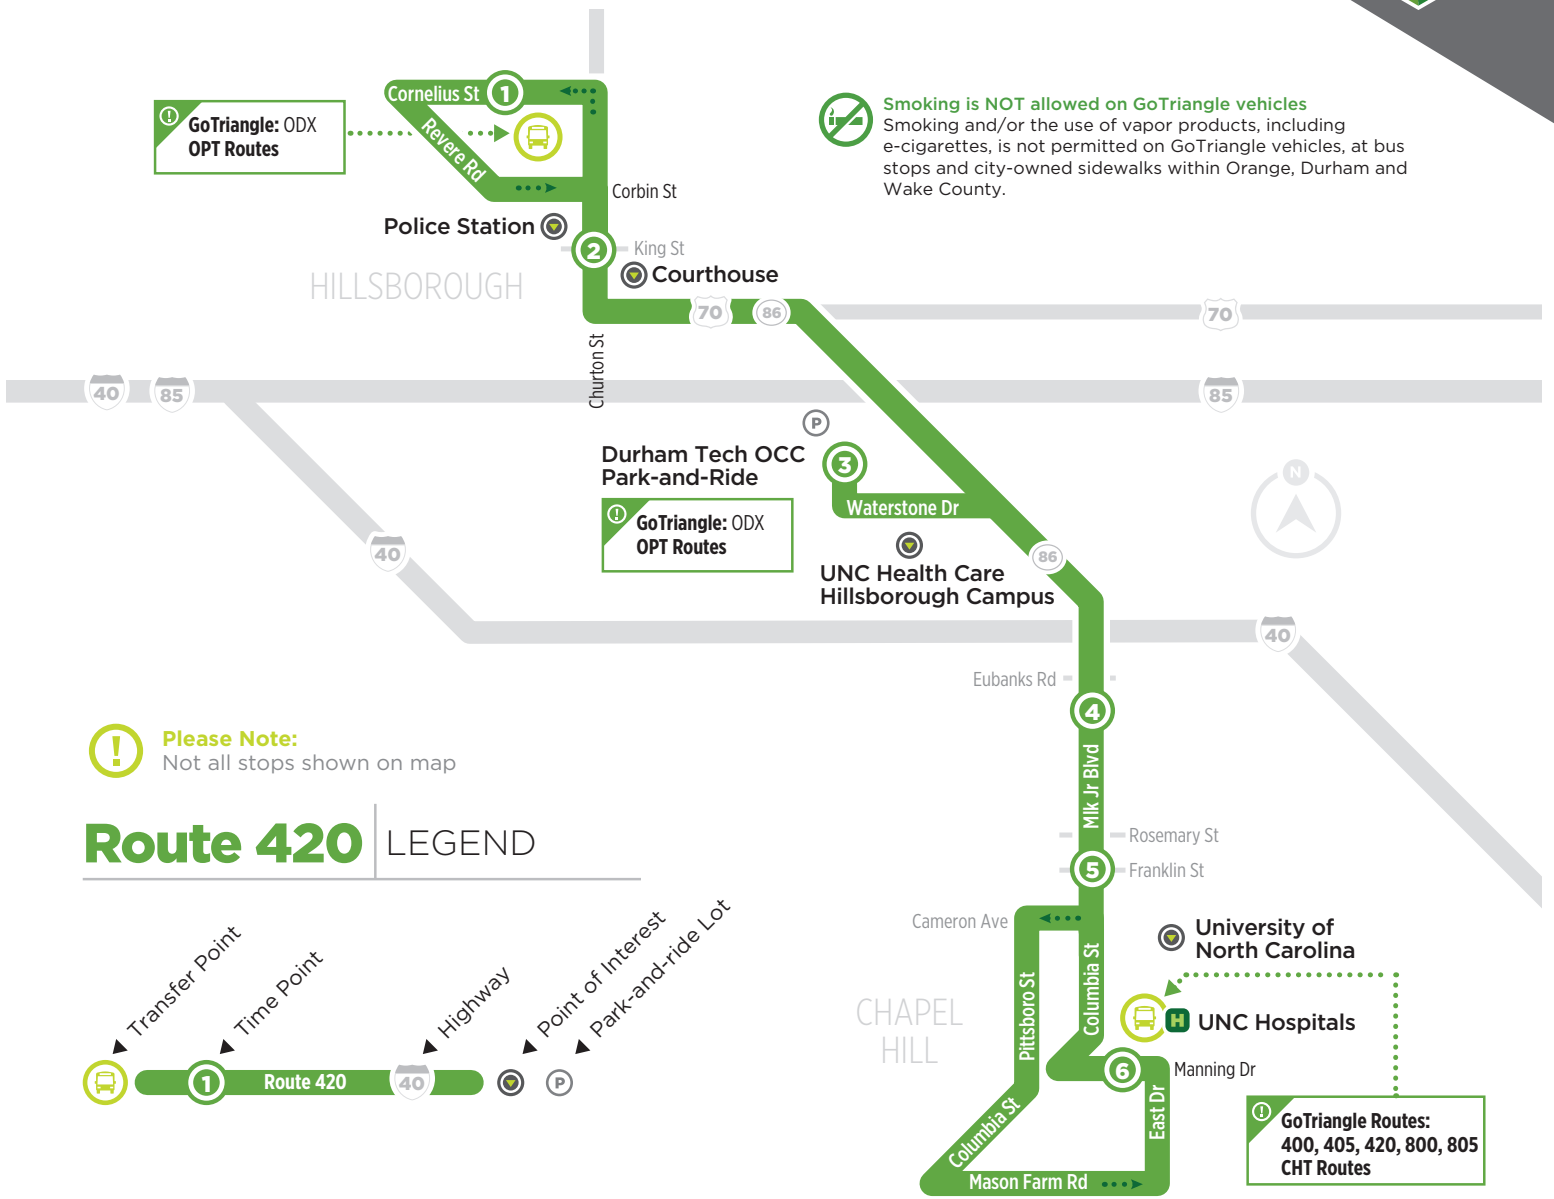 Cornelius St
1
GoTriangle: ODX
OPT Routes
Revere Rd
Corbin St
Smoking is NOT allowed on GoTriangle vehicles
Smoking and/or the use of vapor products, including
e-cigarettes, is not permitted on GoTriangle vehicles, at bus
stops and city-owned sidewalks within Orange, Durham and
Wake County.
Police Station
2
King St
Courthouse
HILLSBOROUGH
70
86
70
Churton St
40
85
85
P
Durham Tech OCC
Park-and-Ride
3
Waterstone Dr
GoTriangle: ODX
OPT Routes
N
40
UNC Health Care
Hillsborough Campus
86
40
Eubanks Rd
4
! Please Note:
Not all stops shown on map
Mlk Jr Blvd
Route 420 LEGEND
Rosemary St
5
Franklin St
Cameron Ave
University of
North Carolina
Pittsboro St
Columbia St
CHAPEL
HILL
H UNC Hospitals
6
Manning Dr
East Dr
Columbia St
Mason Farm Rd
GoTriangle Routes:
400, 405, 420, 800, 805
CHT Routes
Transfer Point
Time Point
Highway
Point of Interest
Park-and-ride Lot
1
Route 420
40
P